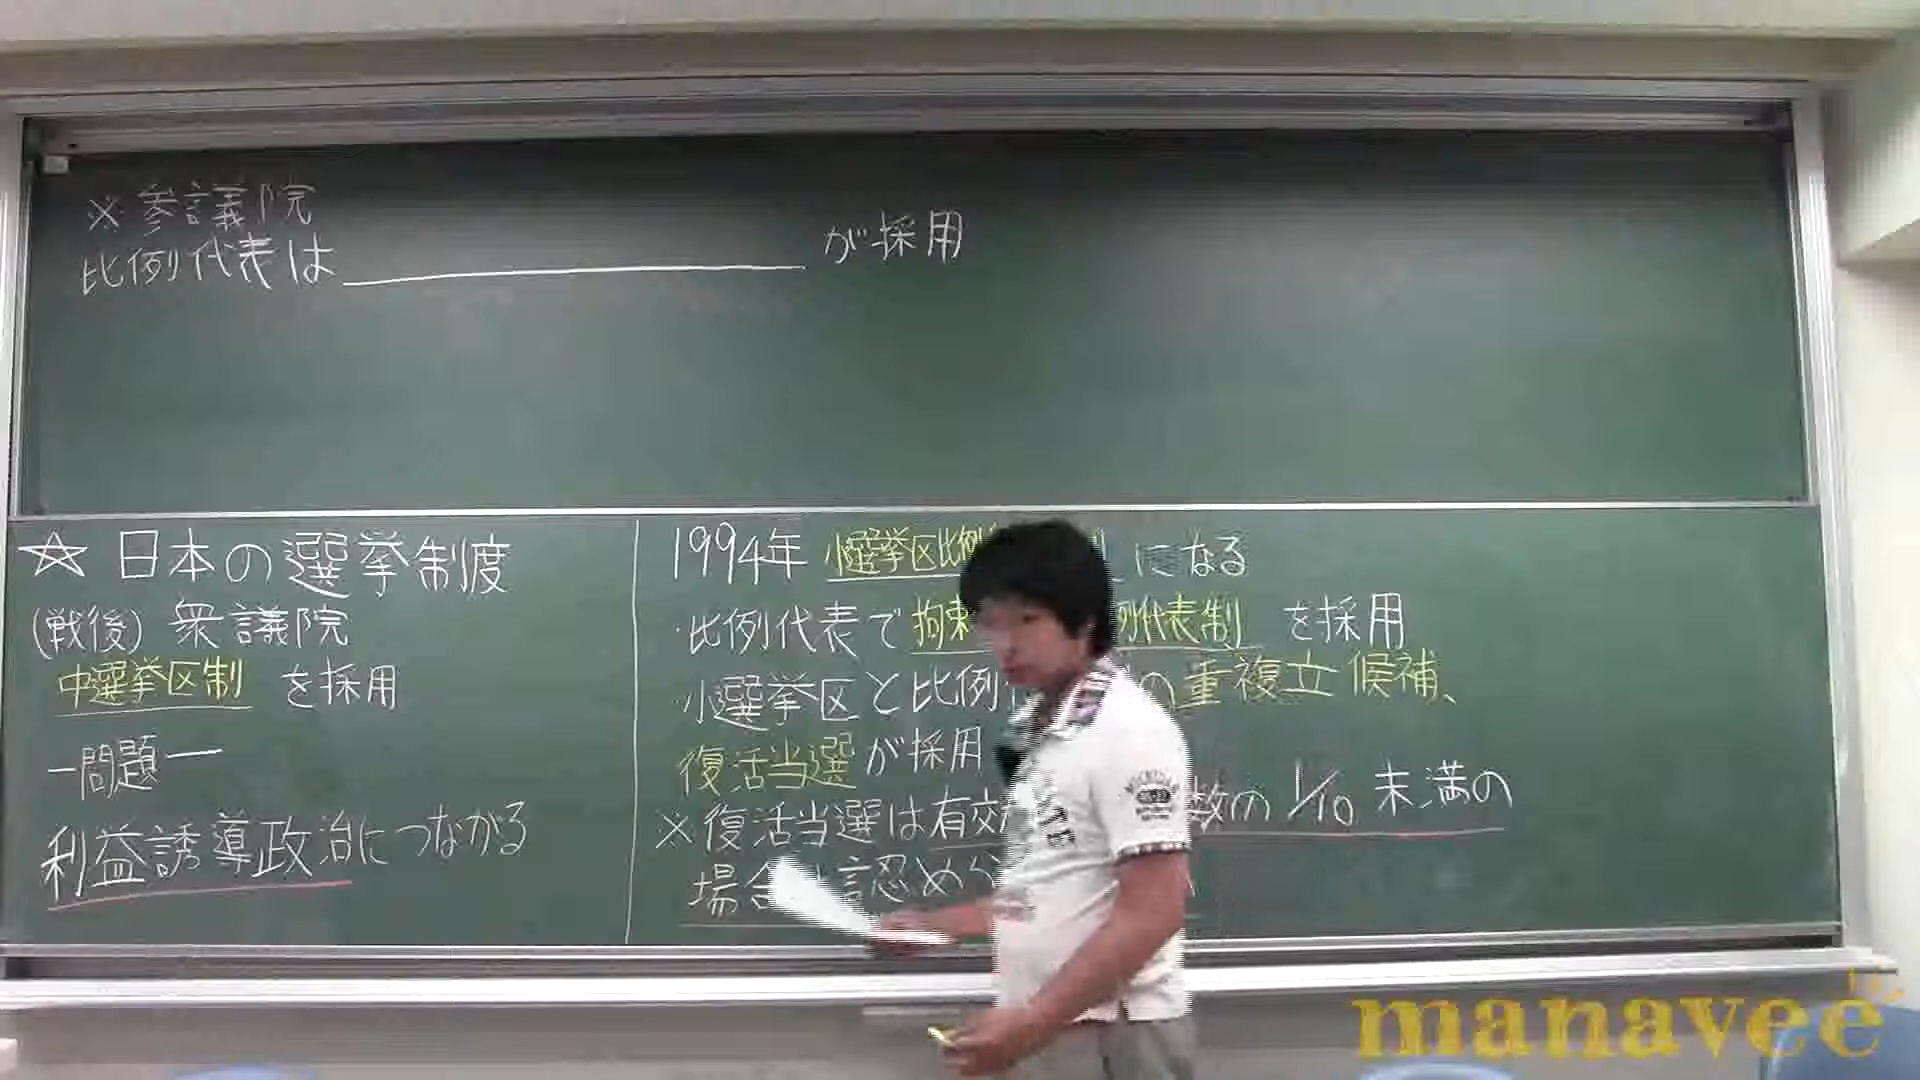 ※参議院
比例代表は が採用
☆日本の選挙制度
(戦後)衆議院
中選挙区制 を採用
ー問題ー
利益誘導政治につながる
1994年 小選挙区比例 になる
・比例代表で拘束 例代表制 を採用
小選挙区と比例 の重複立候補、
復活当選が採用
※復活当選は有効 数の1/10未満の
場合 認めら
manavee